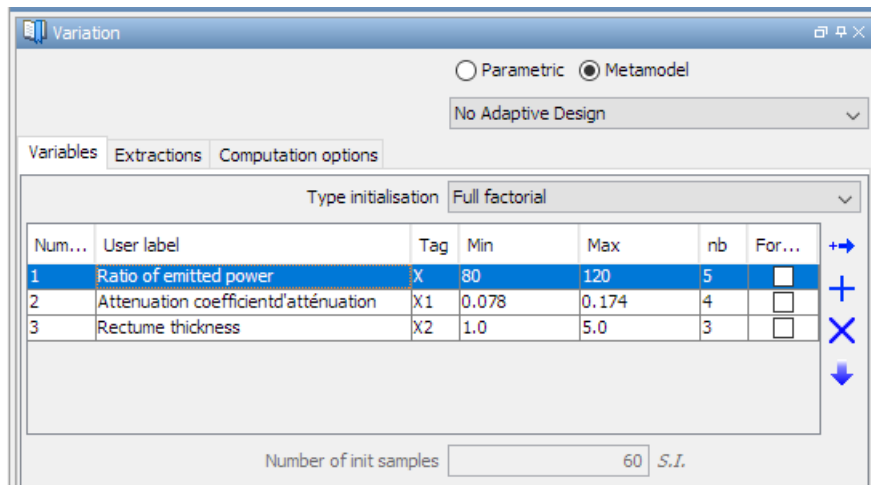 Variation
Parametric Metamodel
No Adaptive Design
Variables Extractions Computation options
Type initialisation Full factorial
Num... User label Tag Min Max nb For...
1 Ratio of emitted power X 80 120 5
2 Attenuation coefficientd'atténuation X1 0.078 0.174 4
3 Rectume thickness X2 1.0 5.0 3
Number of init samples 60 S.I.